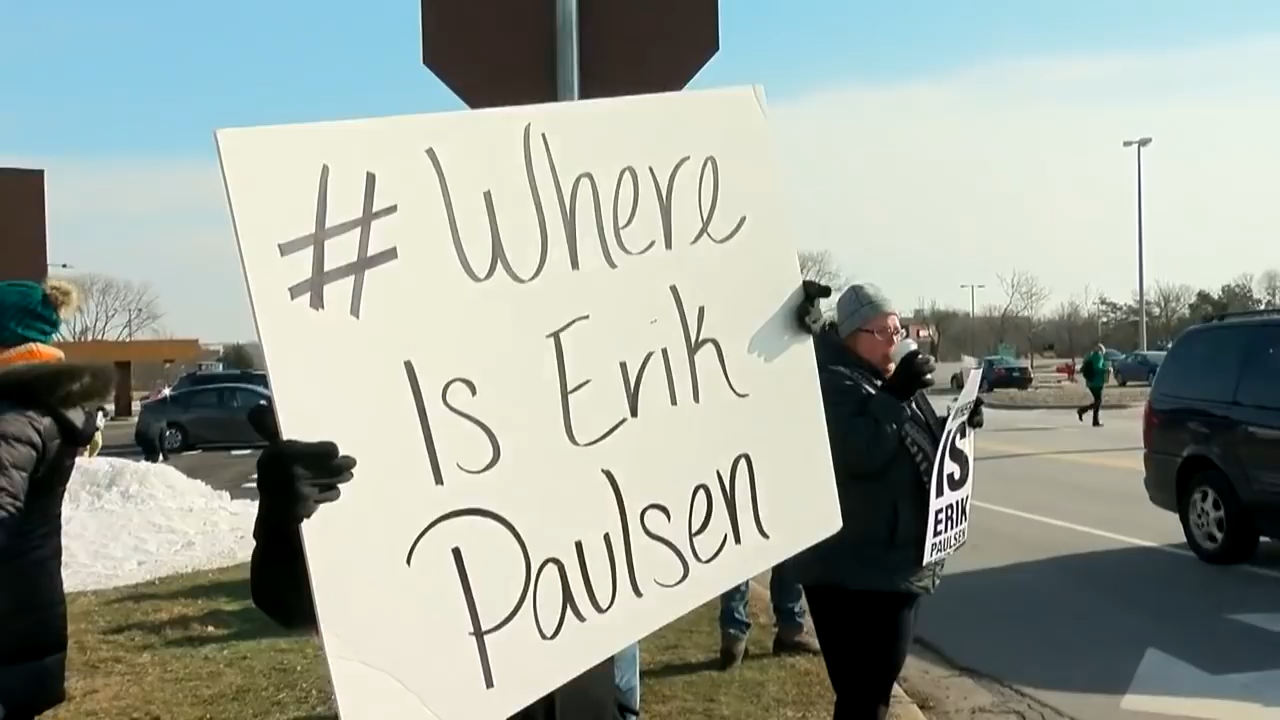 # Where
Is Erik
Paulsen
IS
ERIK
PAULSEN